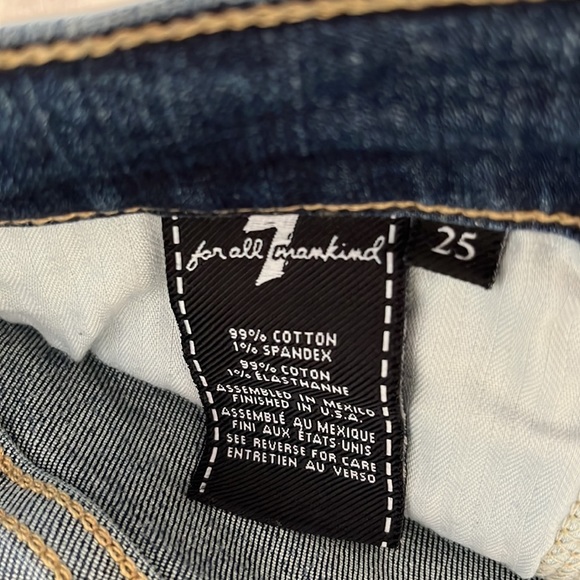 7
for all mankind
25
99% COTTON
1% SPANDEX
99% COTON
1% ÉLASTHANNE
ASSEMBLED IN MEXICO
FINISHED IN U.S.A.
ASSEMBLÉ AU MEXIQUE
FINI AUX ÉTATS-UNIS
SEE REVERSE FOR CARE
ENTRETIEN AU VERSO